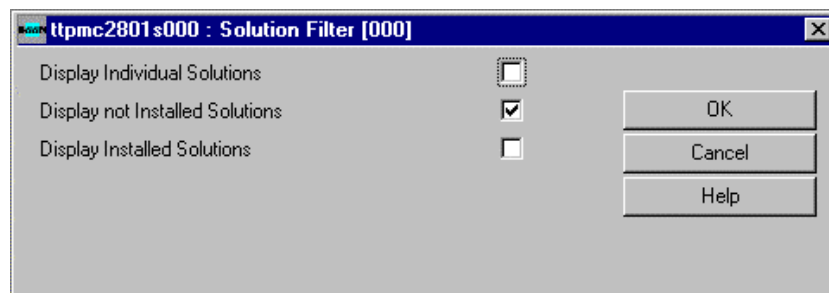 ttpmc2801s000 : Solution Filter [000]
Display Individual Solutions
Display not Installed Solutions
Display Installed Solutions
OK
Cancel
Help